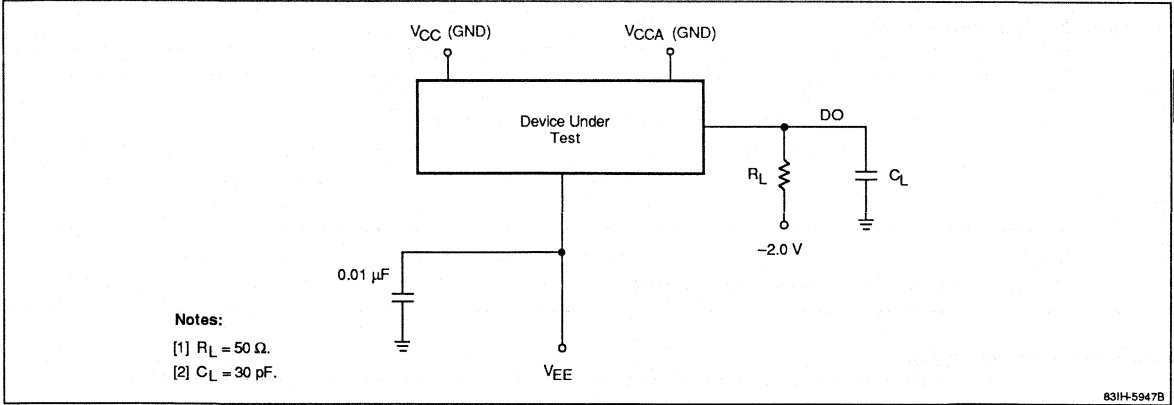 VCC (GND)
VCCA (GND)
Device Under
Test
DO
RL
CL
–2.0 V
0.01 µF
Notes:
[1] RL = 50 Ω.
[2] CL = 30 pF.
VEE
83IH-5947B